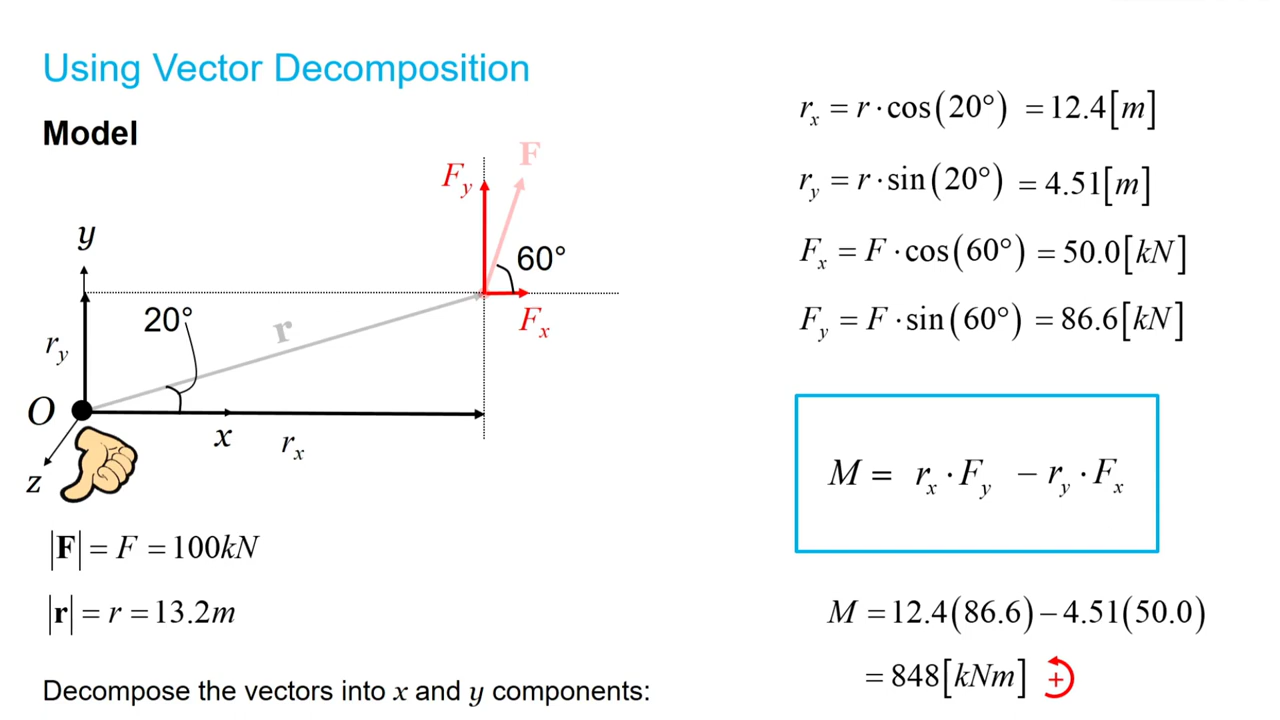 Using Vector Decomposition
Model
F
F_y
60°
F_x
y
20°
r
r_y
O
x
r_x
z
|F| = F = 100kN
|r| = r = 13.2m
Decompose the vectors into x and y components:
r_x = r · cos(20°) = 12.4[m]
r_y = r · sin(20°) = 4.51[m]
F_x = F · cos(60°) = 50.0[kN]
F_y = F · sin(60°) = 86.6[kN]
M = r_x · F_y − r_y · F_x
M = 12.4(86.6) − 4.51(50.0)
= 848[kNm] +